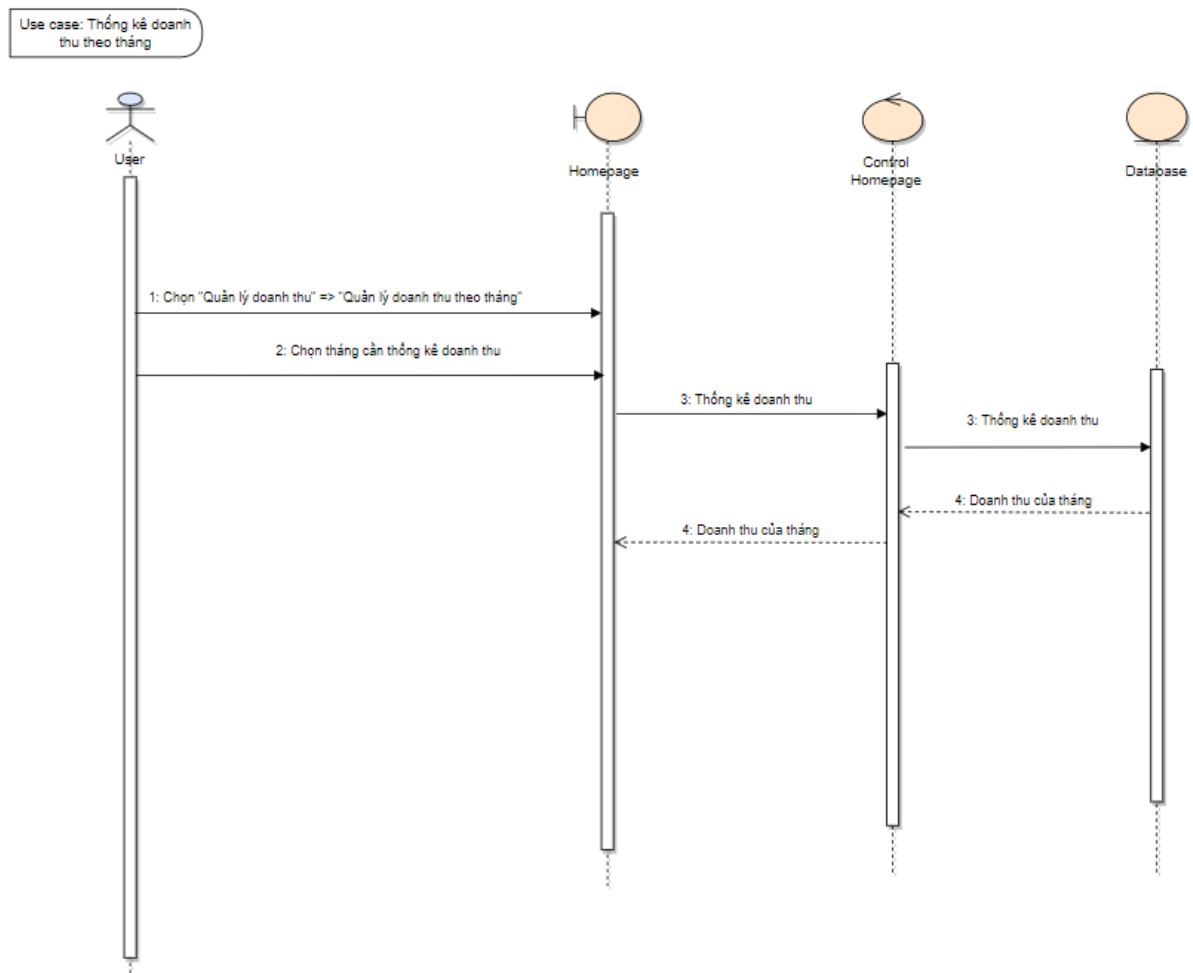 Use case: Thống kê doanh
thu theo tháng
User
Homepage
Control
Homepage
Database
1: Chọn "Quản lý doanh thu" => "Quản lý doanh thu theo tháng"
2: Chọn tháng cần thống kê doanh thu
3: Thống kê doanh thu
3: Thống kê doanh thu
4: Doanh thu của tháng
4: Doanh thu của tháng